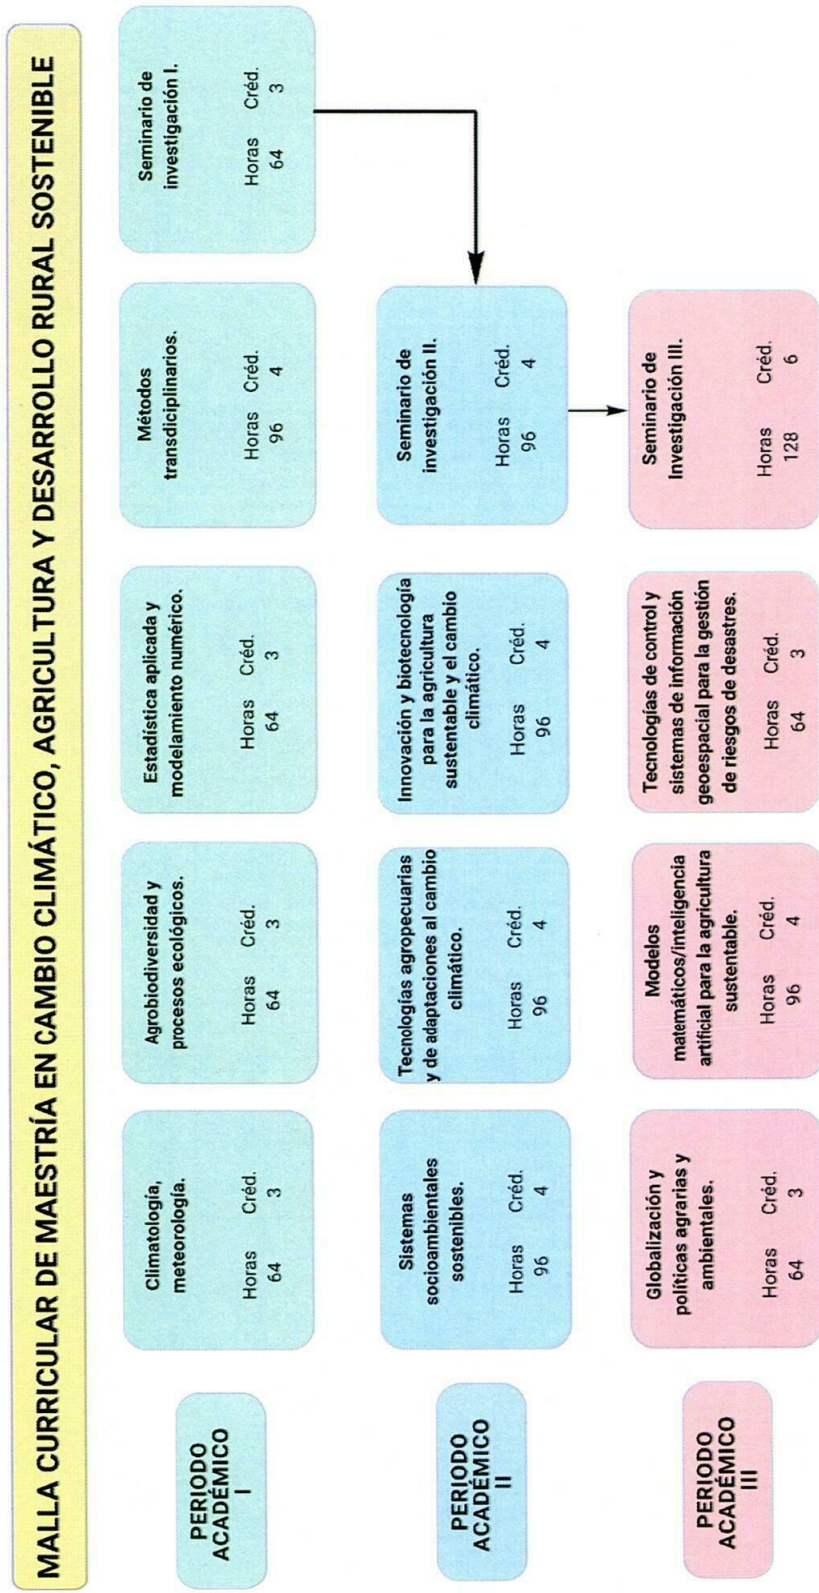 MALLA CURRICULAR DE MAESTRÍA EN CAMBIO CLIMÁTICO, AGRICULTURA Y DESARROLLO RURAL SOSTENIBLE
PERÍODO
ACADÉMICO
I
Climatología,
meteorología.
Horas Créd.
64 3
Agrobiodiversidad y
procesos ecológicos.
Horas Créd.
64 3
Estadística aplicada y
modelamiento numérico.
Horas Créd.
64 3
Métodos
transdiciplinarios.
Horas Créd.
96 4
Seminario de
investigación I.
Horas Créd.
64 3
PERÍODO
ACADÉMICO
II
Sistemas
socioambientales
sostenibles.
Horas Créd.
96 4
Tecnologías agropecuarias
y de adaptaciones al cambio
climático.
Horas Créd.
96 4
Innovación y biotecnología
para la agricultura
sustentable y el cambio
climático.
Horas Créd.
96 4
Seminario de
investigación II.
Horas Créd.
96 4
PERÍODO
ACADÉMICO
III
Globalización y
políticas agrarias y
ambientales.
Horas Créd.
64 3
Modelos
matemáticos/inteligencia
artificial para la agricultura
sustentable.
Horas Créd.
96 4
Tecnologías de control y
sistemas de información
geoespacial para la gestión
de riesgos de desastres.
Horas Créd.
64 3
Seminario de
Investigación III.
Horas Créd.
128 6